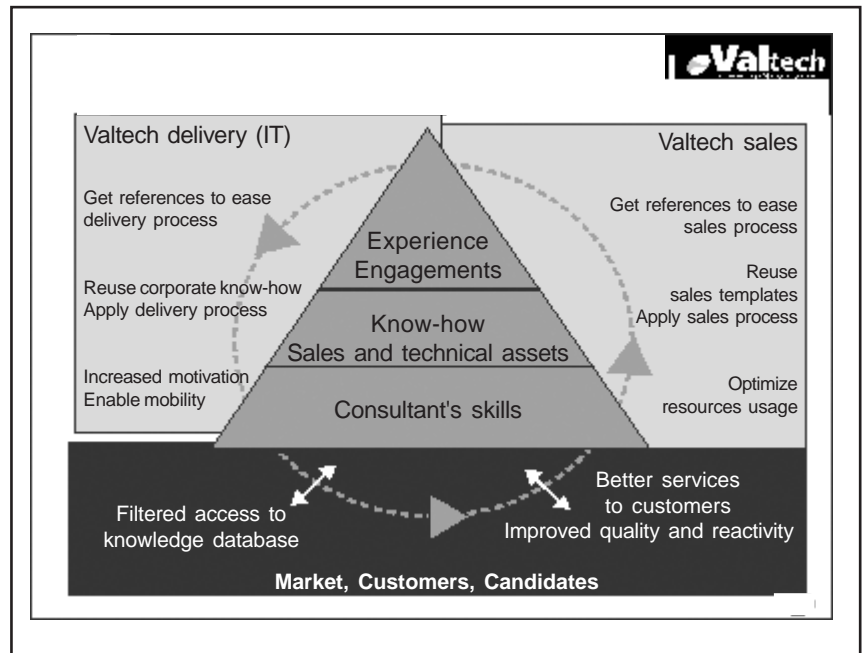 Valtech
Valtech delivery (IT)
Get references to ease
delivery process
Reuse corporate know-how
Apply delivery process
Increased motivation
Enable mobility
Experience
Engagements
Know-how
Sales and technical assets
Consultant's skills
Valtech sales
Get references to ease
sales process
Reuse
sales templates
Apply sales process
Optimize
resources usage
Filtered access to
knowledge database
Better services
to customers
Improved quality and reactivity
Market, Customers, Candidates